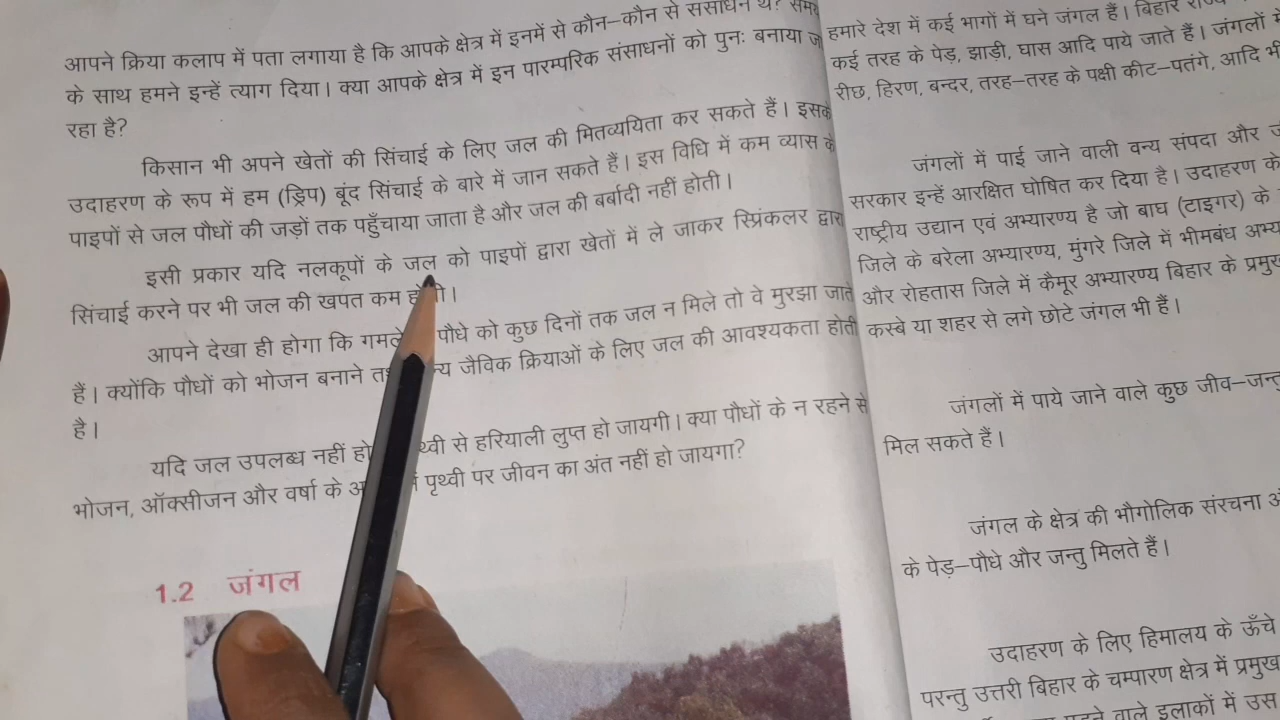 आपने क्रिया कलाप में पता लगाया है कि आपके क्षेत्र में इनमें से कौन–कौन से संसाधन थे?
के साथ हमने इन्हें त्याग दिया। क्या आपके क्षेत्र में इन पारम्परिक संसाधनों को पुनः बनाया
रहा है?
किसान भी अपने खेतों की सिंचाई के लिए जल की मितव्ययिता कर सकते हैं। इसके
उदाहरण के रूप में हम (ड्रिप) बूंद सिंचाई के बारे में जान सकते हैं। इस विधि में कम व्यास के
पाइपों से जल पौधों की जड़ों तक पहुँचाया जाता है और जल की बर्बादी नहीं होती।
इसी प्रकार यदि नलकूपों के जल को पाइपों द्वारा खेतों में ले जाकर स्प्रिंकलर द्वारा
सिंचाई करने पर भी जल की खपत कम
आपने देखा ही होगा कि पौधे को कुछ दिनों तक जल न मिले तो वे मुरझा जाते
हैं। क्योंकि पौधों को भोजन बनाने जैविक क्रियाओं के लिए जल की आवश्यकता होती
है।
यदि जल उपलब्ध नहीं से हरियाली लुप्त हो जायगी। क्या पौधों के न रहने से
भोजन, ऑक्सीजन और वर्षा के पृथ्वी पर जीवन का अंत नहीं हो जायगा?
1.2 जंगल
हमारे देश में कई भागों में घने जंगल हैं। बिहार
कई तरह के पेड़, झाड़ी, घास आदि पाये जाते हैं। जंगलों
रीछ, हिरण, बन्दर, तरह–तरह के पक्षी कीट–पतंगे, आदि
जंगलों में पाई जाने वाली वन्य संपदा और
सरकार इन्हें आरक्षित घोषित कर दिया है। उदाहरण के
राष्ट्रीय उद्यान एवं अभ्यारण्य है जो बाघ (टाइगर) के
जिले के बरेला अभ्यारण्य, मुंगरे जिले में भीमबंध
और रोहतास जिले में कैमूर अभ्यारण्य बिहार के
कस्बे या शहर से लगे छोटे जंगल भी हैं।
जंगलों में पाये जाने वाले कुछ
मिल सकते हैं।
जंगल के क्षेत्र की भौगोलिक संरचना
के पेड़–पौधे और जन्तु मिलते हैं।
उदाहरण के लिए हिमालय के ऊँचे
परन्तु उत्तरी बिहार के चम्पारण क्षेत्र में प्रमुख
वाले इलाकों में उस